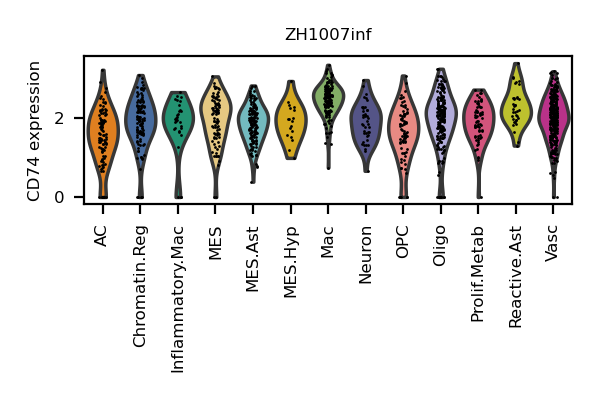 ZH1007inf
CD74 expression
2
0
AC
Chromatin.Reg
Inflammatory.Mac
MES
MES.Ast
MES.Hyp
Mac
Neuron
OPC
Oligo
Prolif.Metab
Reactive.Ast
Vasc